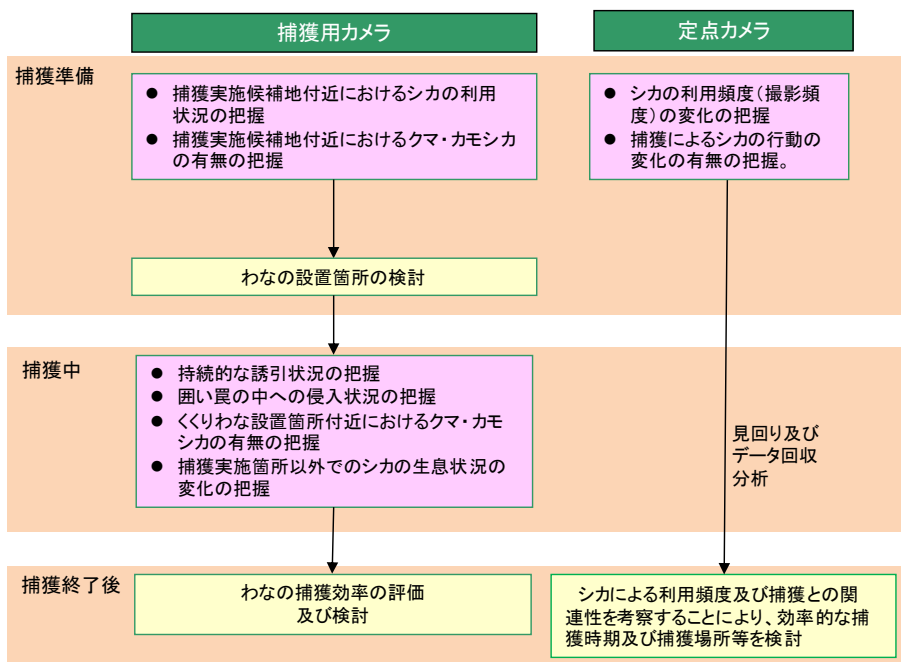 捕獲用カメラ
定点カメラ
捕獲準備
● 捕獲実施候補地付近におけるシカの利用
状況の把握
● 捕獲実施候補地付近におけるクマ・カモシカ
の有無の把握
● シカの利用頻度(撮影頻
度)の変化の把握
● 捕獲によるシカの行動の
変化の有無の把握。
わなの設置箇所の検討
捕獲中
● 持続的な誘引状況の把握
● 囲い罠の中への侵入状況の把握
● くくりわな設置箇所付近におけるクマ・カモ
シカの有無の把握
● 捕獲実施箇所以外でのシカの生息状況の
変化の把握
見回り及び
データ回収
分析
捕獲終了後
わなの捕獲効率の評価
及び検討
シカによる利用頻度及び捕獲との関
連性を考察することにより、効率的な捕
獲時期及び捕獲場所等を検討